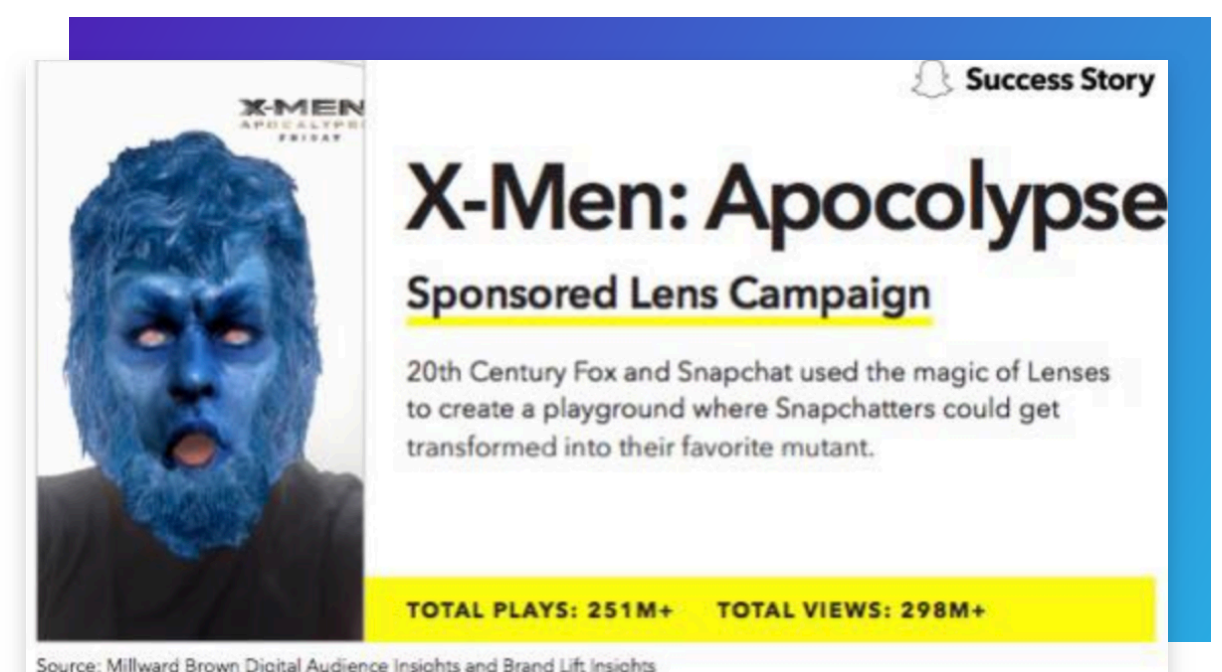 Success Story
X-MEN
APOCALYPSE
FRIDAY
X-Men: Apocolypse
Sponsored Lens Campaign
20th Century Fox and Snapchat used the magic of Lenses
to create a playground where Snapchatters could get
transformed into their favorite mutant.
TOTAL PLAYS: 251M+ TOTAL VIEWS: 298M+
Source: Millward Brown Digital Audience Insights and Brand Lift Insights